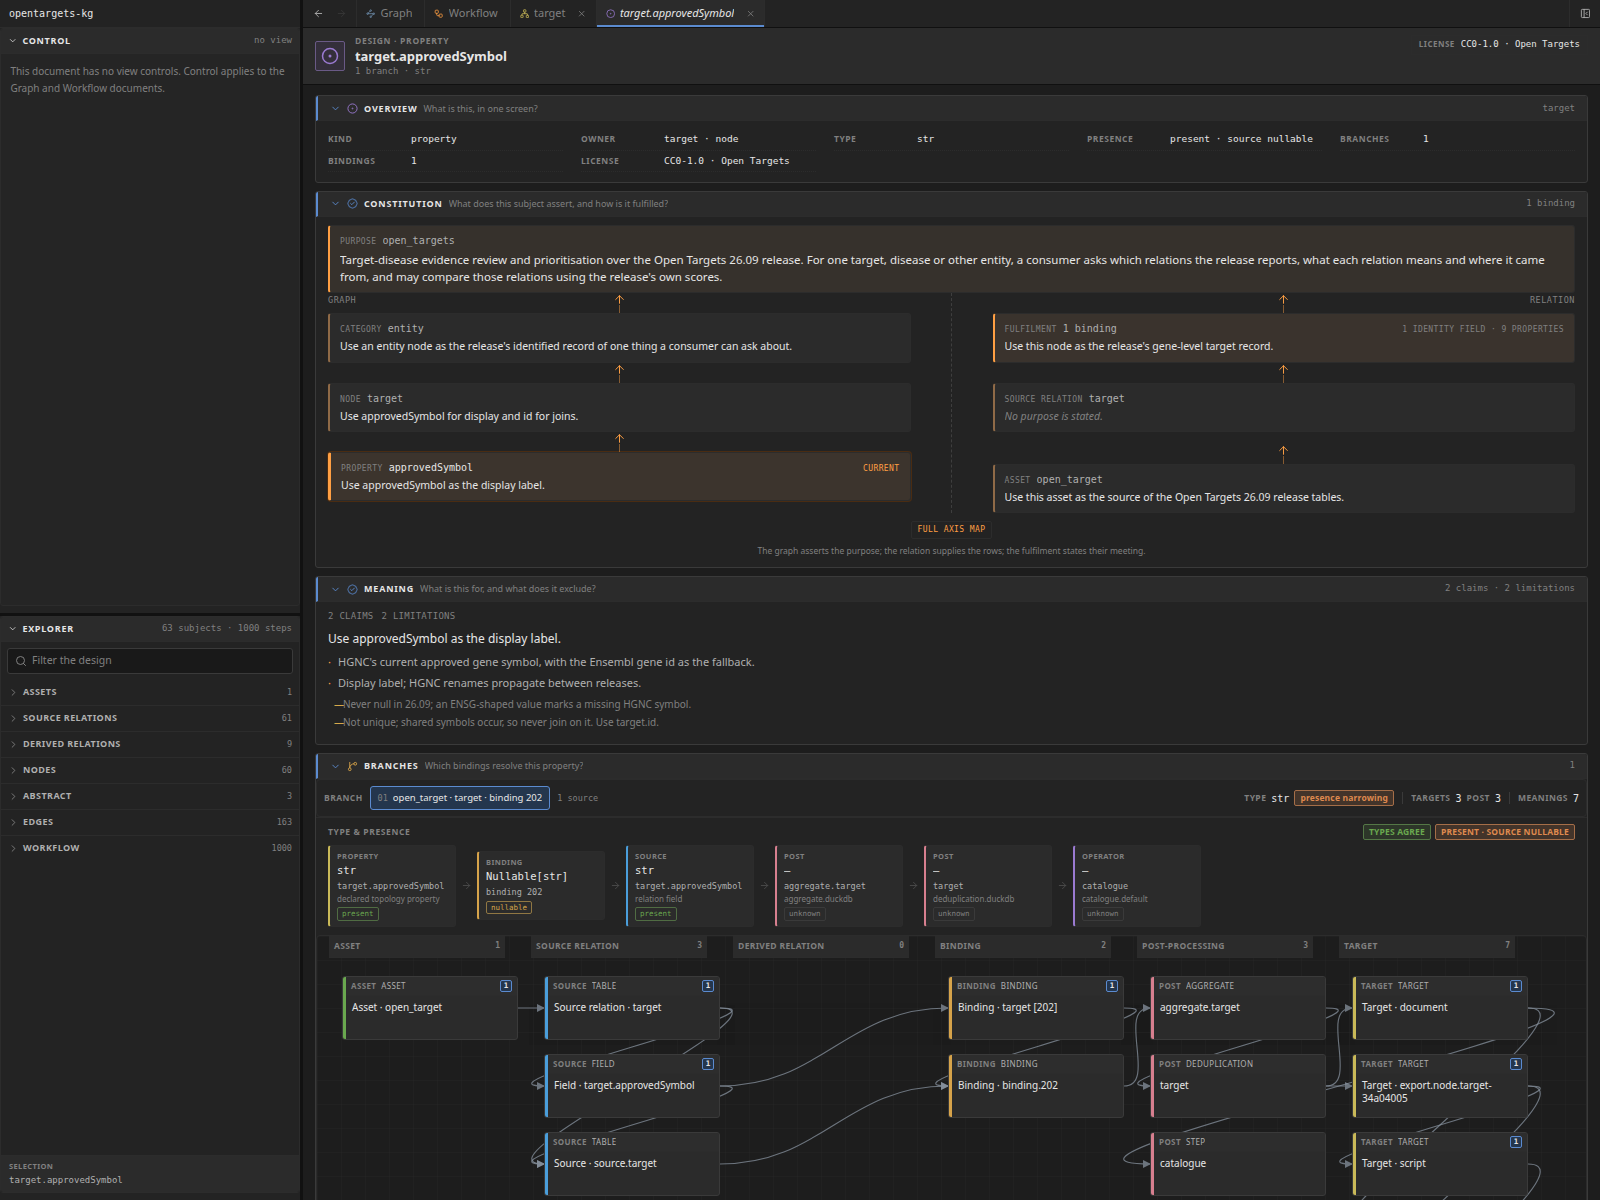 opentargets-kg
Graph
Workflow
target
target.approvedSymbol
CONTROL
no view
This document has no view controls. Control applies to the
Graph and Workflow documents.
DESIGN · PROPERTY
target.approvedSymbol
1 branch · str
LICENSE CC0-1.0 · Open Targets
OVERVIEW What is this, in one screen?
target
KIND property
OWNER target · node
TYPE str
PRESENCE present · source nullable
BRANCHES 1
BINDINGS 1
LICENSE CC0-1.0 · Open Targets
CONSTITUTION What does this subject assert, and how is it fulfilled?
1 binding
PURPOSE open_targets
Target-disease evidence review and prioritisation over the Open Targets 26.09 release. For one target, disease or other entity, a consumer asks which relations the release reports, what each relation means and where it came
from, and may compare those relations using the release's own scores.
GRAPH
RELATION
CATEGORY entity
Use an entity node as the release's identified record of one thing a consumer can ask about.
FULFILMENT 1 binding
1 IDENTITY FIELD · 9 PROPERTIES
Use this node as the release's gene-level target record.
NODE target
Use approvedSymbol for display and id for joins.
SOURCE RELATION target
No purpose is stated.
PROPERTY approvedSymbol
CURRENT
Use approvedSymbol as the display label.
ASSET open_target
Use this asset as the source of the Open Targets 26.09 release tables.
FULL AXIS MAP
The graph asserts the purpose; the relation supplies the rows; the fulfilment states their meeting.
MEANING What is this for, and what does it exclude?
2 claims · 2 limitations
2 CLAIMS 2 LIMITATIONS
Use approvedSymbol as the display label.
· HGNC's current approved gene symbol, with the Ensembl gene id as the fallback.
· Display label; HGNC renames propagate between releases.
—Never null in 26.09; an ENSG-shaped value marks a missing HGNC symbol.
—Not unique; shared symbols occur, so never join on it. Use target.id.
EXPLORER
63 subjects · 1000 steps
Filter the design
ASSETS 1
SOURCE RELATIONS 61
DERIVED RELATIONS 9
NODES 60
ABSTRACT 3
EDGES 163
WORKFLOW 1000
SELECTION
target.approvedSymbol
BRANCHES Which bindings resolve this property?
1
BRANCH 01 open_target · target · binding 202 1 source
TYPE str presence narrowing TARGETS 3 POST 3 MEANINGS 7
TYPE & PRESENCE
TYPES AGREE PRESENT · SOURCE NULLABLE
PROPERTY
str
target.approvedSymbol
declared topology property
present
BINDING
Nullable[str]
binding 202
nullable
SOURCE
str
target.approvedSymbol
relation field
present
POST
—
aggregate.target
aggregate.duckdb
unknown
POST
—
target
deduplication.duckdb
unknown
OPERATOR
—
catalogue
catalogue.default
unknown
ASSET 1
SOURCE RELATION 3
DERIVED RELATION 0
BINDING 2
POST-PROCESSING 3
TARGET 7
ASSET ASSET 1
Asset · open_target
SOURCE TABLE 1
Source relation · target
BINDING BINDING 1
Binding · target [202]
POST AGGREGATE
aggregate.target
TARGET TARGET 1
Target · document
SOURCE FIELD 1
Field · target.approvedSymbol
BINDING BINDING
Binding · binding.202
POST DEDUPLICATION
target
TARGET TARGET 1
Target · export.node.target-
34a04005
SOURCE TABLE
Source · source.target
POST STEP
catalogue
TARGET TARGET 1
Target · script